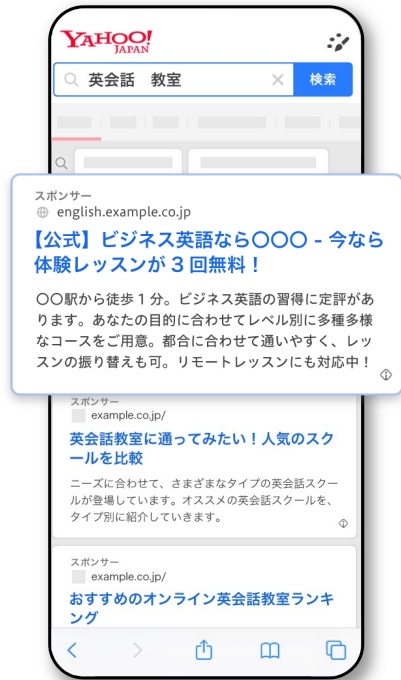 YAHOO!
JAPAN
英会話　教室
検索
スポンサー
english.example.co.jp
【公式】ビジネス英語なら〇〇〇 - 今なら
体験レッスンが3回無料！
〇〇駅から徒歩1分。ビジネス英語の習得に定評があ
ります。あなたの目的に合わせてレベル別に多種多様
なコースをご用意。都合に合わせて通いやすく、レッ
スンの振り替えも可。リモートレッスンにも対応中！
スポンサー
example.co.jp/
英会話教室に通ってみたい！人気のスク
ールを比較
ニーズに合わせて、さまざまなタイプの英会話スクー
ルが登場しています。オススメの英会話スクールを、
タイプ別に紹介していきます。
スポンサー
example.co.jp/
おすすめのオンライン英会話教室ランキ
ング